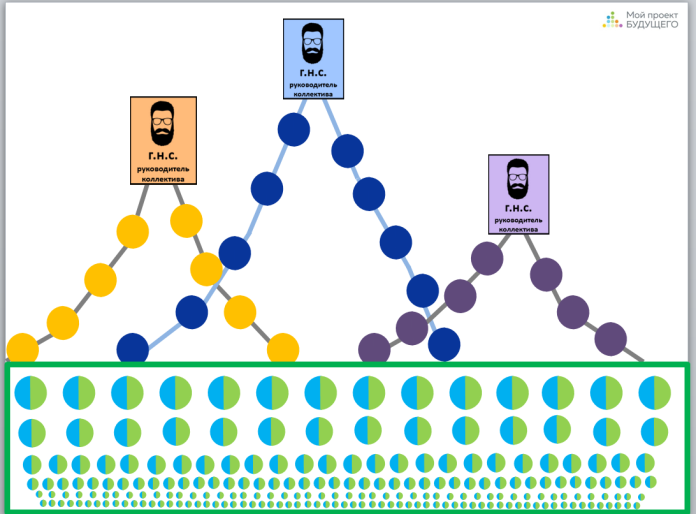 Мой проект
БУДУЩЕГО
Г.Н.С.
руководитель
коллектива
Г.Н.С.
руководитель
коллектива
Г.Н.С.
руководитель
коллектива